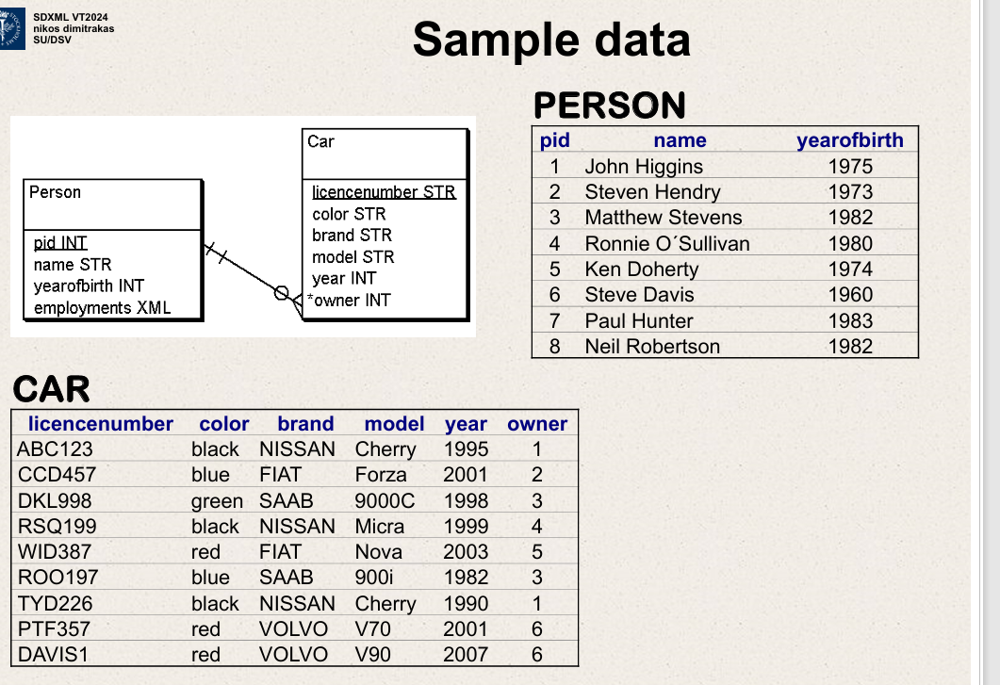 SDXML VT2024
nikos dimitrakas
SU/DSV
Sample data
Person
pid INT
name STR
yearofbirth INT
employments XML
Car
licencenumber STR
color STR
brand STR
model STR
year INT
*owner INT
PERSON
pid name yearofbirth
1 John Higgins 1975
2 Steven Hendry 1973
3 Matthew Stevens 1982
4 Ronnie O´Sullivan 1980
5 Ken Doherty 1974
6 Steve Davis 1960
7 Paul Hunter 1983
8 Neil Robertson 1982
CAR
licencenumber color brand model year owner
ABC123 black NISSAN Cherry 1995 1
CCD457 blue FIAT Forza 2001 2
DKL998 green SAAB 9000C 1998 3
RSQ199 black NISSAN Micra 1999 4
WID387 red FIAT Nova 2003 5
ROO197 blue SAAB 900i 1982 3
TYD226 black NISSAN Cherry 1990 1
PTF357 red VOLVO V70 2001 6
DAVIS1 red VOLVO V90 2007 6